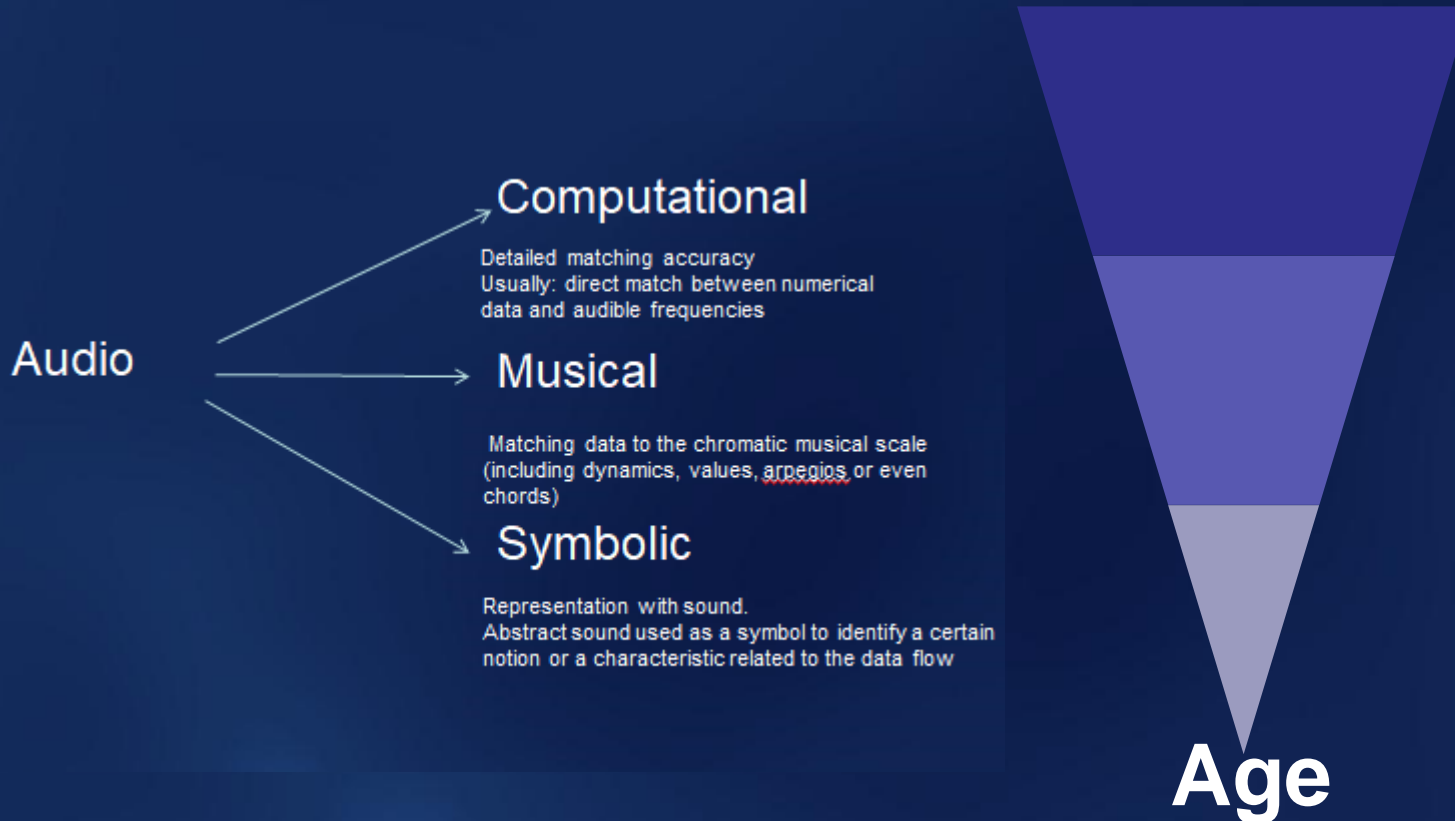 Audio
Computational
Detailed matching accuracy
Usually: direct match between numerical
data and audible frequencies
Musical
Matching data to the chromatic musical scale
(including dynamics, values, arpegios or even
chords)
Symbolic
Representation with sound.
Abstract sound used as a symbol to identify a certain
notion or a characteristic related to the data flow
Age